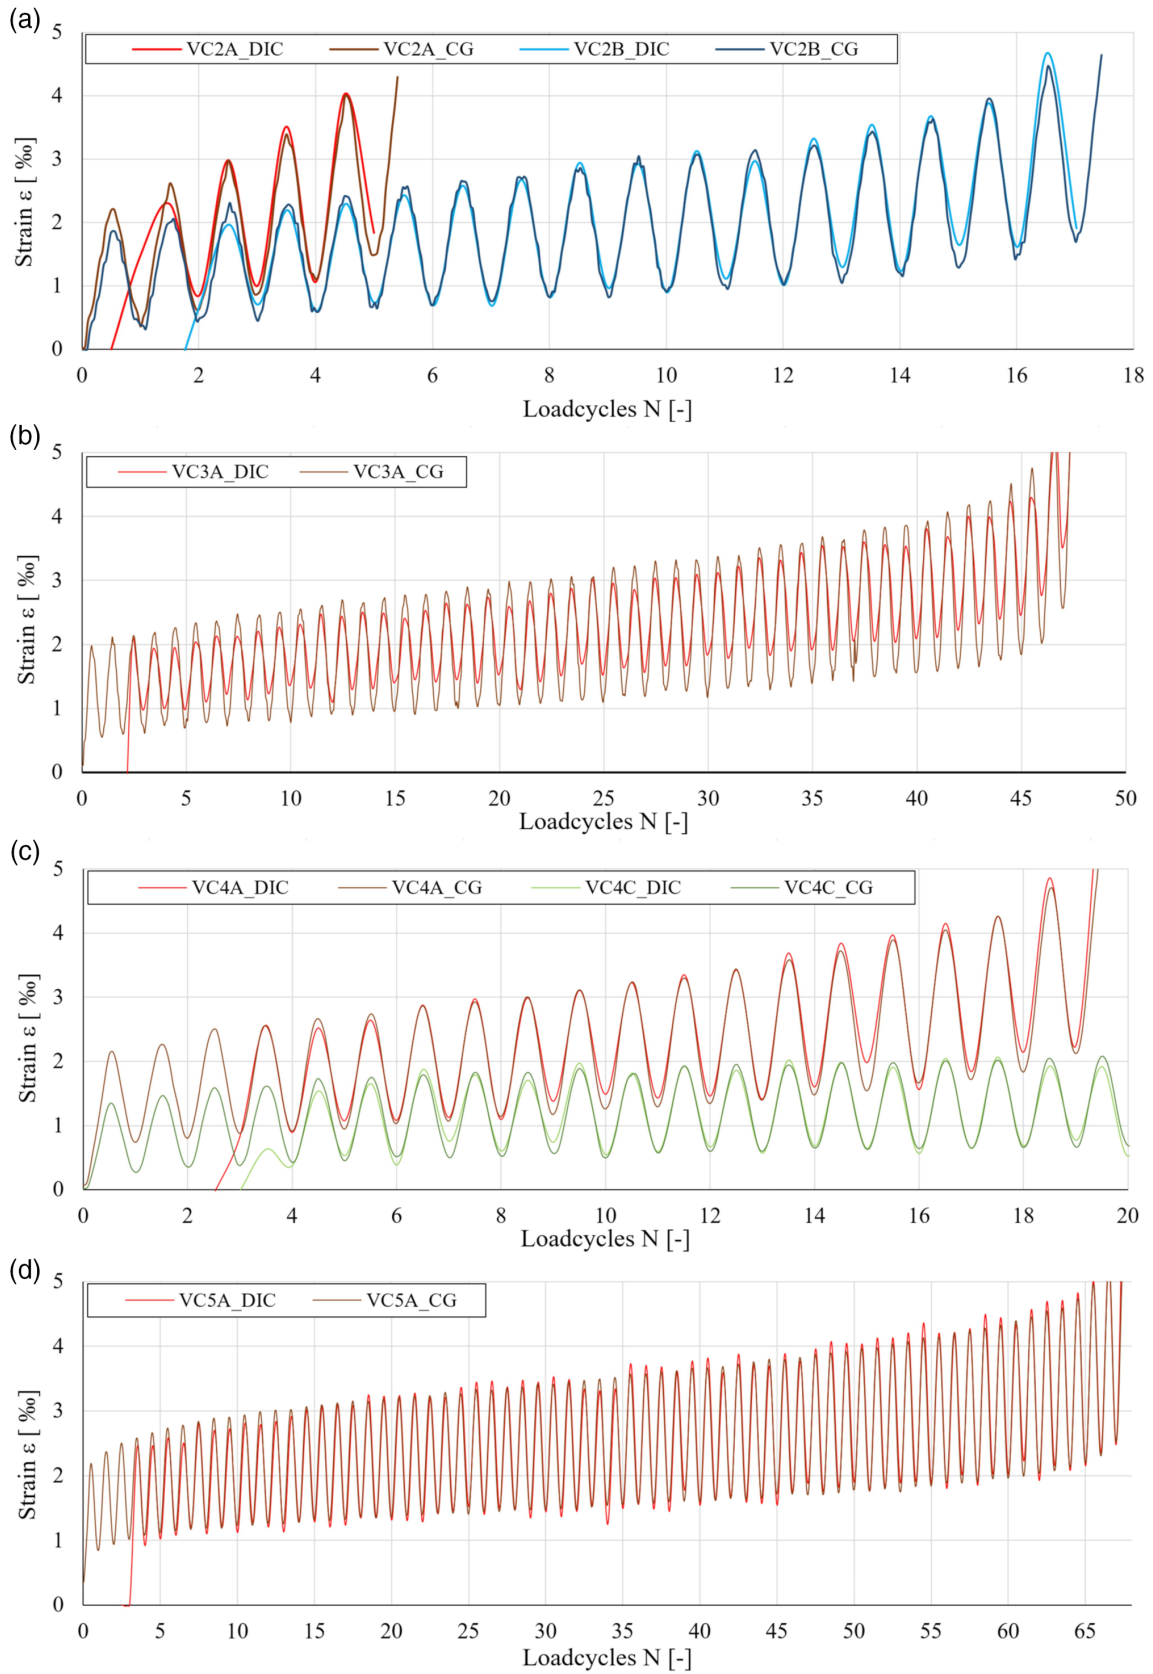 (a)
5
VC2A_DIC VC2A_CG VC2B_DIC VC2B_CG
4
3
2
1
0
Strain ε [ ‰]
0 2 4 6 8 10 12 14 16 18
Loadcycles N [-]
(b)
5
VC3A_DIC VC3A_CG
4
3
2
1
0
Strain ε [ ‰]
0 5 10 15 20 25 30 35 40 45 50
Loadcycles N [-]
(c)
5
VC4A_DIC VC4A_CG VC4C_DIC VC4C_CG
4
3
2
1
0
Strain ε [ ‰]
0 2 4 6 8 10 12 14 16 18 20
Loadcycles N [-]
(d)
5
VC5A_DIC VC5A_CG
4
3
2
1
0
Strain ε [ ‰]
0 5 10 15 20 25 30 35 40 45 50 55 60 65
Loadcycles N [-]